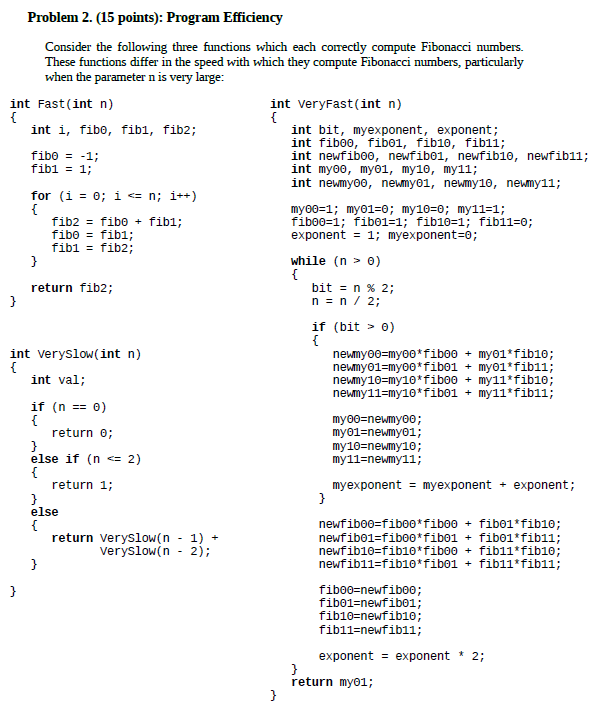 Problem 2. (15 points): Program Efficiency
Consider the following three functions which each correctly compute Fibonacci numbers.
These functions differ in the speed with which they compute Fibonacci numbers, particularly
when the parameter n is very large:
int Fast(int n)
{
int i, fib0, fib1, fib2;
fib0 = -1;
fib1 = 1;
for (i = 0; i <= n; i++)
{
fib2 = fib0 + fib1;
fib0 = fib1;
fib1 = fib2;
}
return fib2;
}
int VerySlow(int n)
{
int val;
if (n == 0)
{
return 0;
}
else if (n <= 2)
{
return 1;
}
else
{
return VerySlow(n - 1) +
VerySlow(n - 2);
}
}
int VeryFast(int n)
{
int bit, myexponent, exponent;
int fib00, fib01, fib10, fib11;
int newfib00, newfib01, newfib10, newfib11;
int my00, my01, my10, my11;
int newmy00, newmy01, newmy10, newmy11;
my00=1; my01=0; my10=0; my11=1;
fib00=1; fib01=1; fib10=1; fib11=0;
exponent = 1; myexponent=0;
while (n > 0)
{
bit = n % 2;
n = n / 2;
if (bit > 0)
{
newmy00=my00*fib00 + my01*fib10;
newmy01=my00*fib01 + my01*fib11;
newmy10=my10*fib00 + my11*fib10;
newmy11=my10*fib01 + my11*fib11;
my00=newmy00;
my01=newmy01;
my10=newmy10;
my11=newmy11;
myexponent = myexponent + exponent;
}
newfib00=fib00*fib00 + fib01*fib10;
newfib01=fib00*fib01 + fib01*fib11;
newfib10=fib10*fib00 + fib11*fib10;
newfib11=fib10*fib01 + fib11*fib11;
fib00=newfib00;
fib01=newfib01;
fib10=newfib10;
fib11=newfib11;
exponent = exponent * 2;
}
return my01;
}